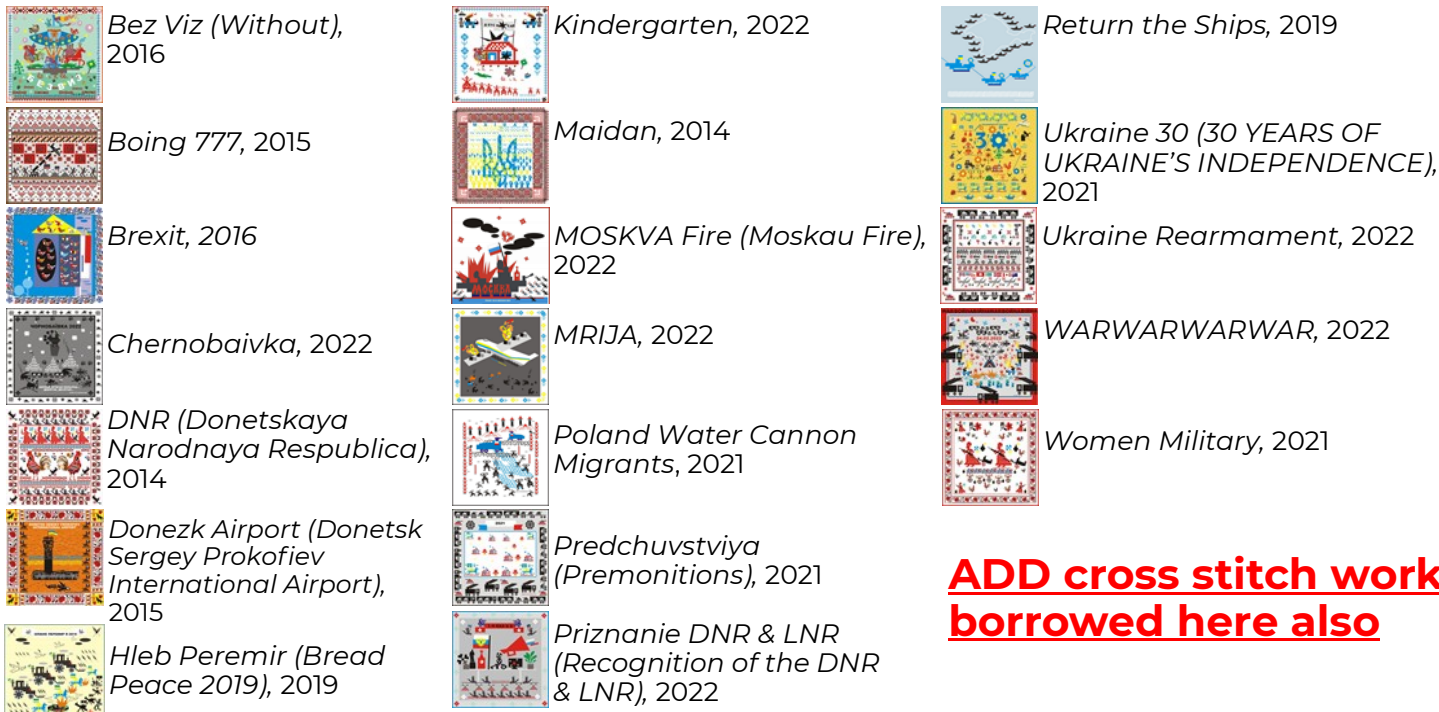 Bez Viz (Without),
2016
Boing 777, 2015
Brexit, 2016
Chernobaivka, 2022
DNR (Donetskaya
Narodnaya Respublica),
2014
Donezk Airport (Donetsk
Sergey Prokofiev
International Airport),
2015
Hleb Peremir (Bread
Peace 2019), 2019
Kindergarten, 2022
Maidan, 2014
MOSKVA Fire (Moskau Fire),
2022
МОСКВА
MRIJA, 2022
Poland Water Cannon
Migrants, 2021
Predchuvstviya
(Premonitions), 2021
Priznanie DNR & LNR
(Recognition of the DNR
& LNR), 2022
Return the Ships, 2019
30
Ukraine 30 (30 YEARS OF
UKRAINE'S INDEPENDENCE),
2021
Ukraine Rearmament, 2022
WARWARWARWAR, 2022
Women Military, 2021
ADD cross stitch work
borrowed here also